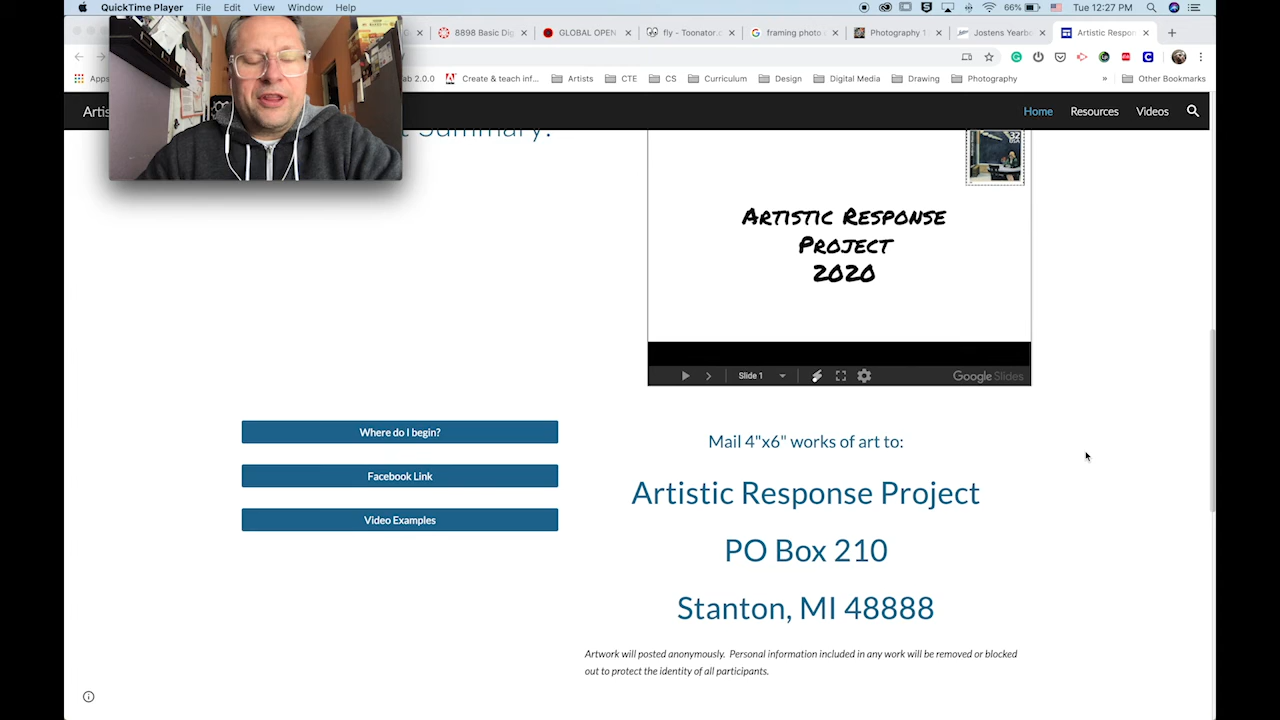 QuickTime Player File Edit View Window Help 66% Tue 12:27 PM
8898 Basic Dig GLOBAL OPEN fly - Toonator.c framing photo Photography 1 Jostens Yearbo Artistic Respon
Apps ab 2.0.0 Create & teach inf... Artists CTE CS Curriculum Design Digital Media Drawing Photography » Other Bookmarks
Artis Home Resources Videos
Summary:
32
USA
Artistic Response
Project
2020
Slide 1 Google Slides
Where do I begin?
Facebook Link
Video Examples
Mail 4"x6" works of art to:
Artistic Response Project
PO Box 210
Stanton, MI 48888
Artwork will posted anonymously. Personal information included in any work will be removed or blocked
out to protect the identity of all participants.